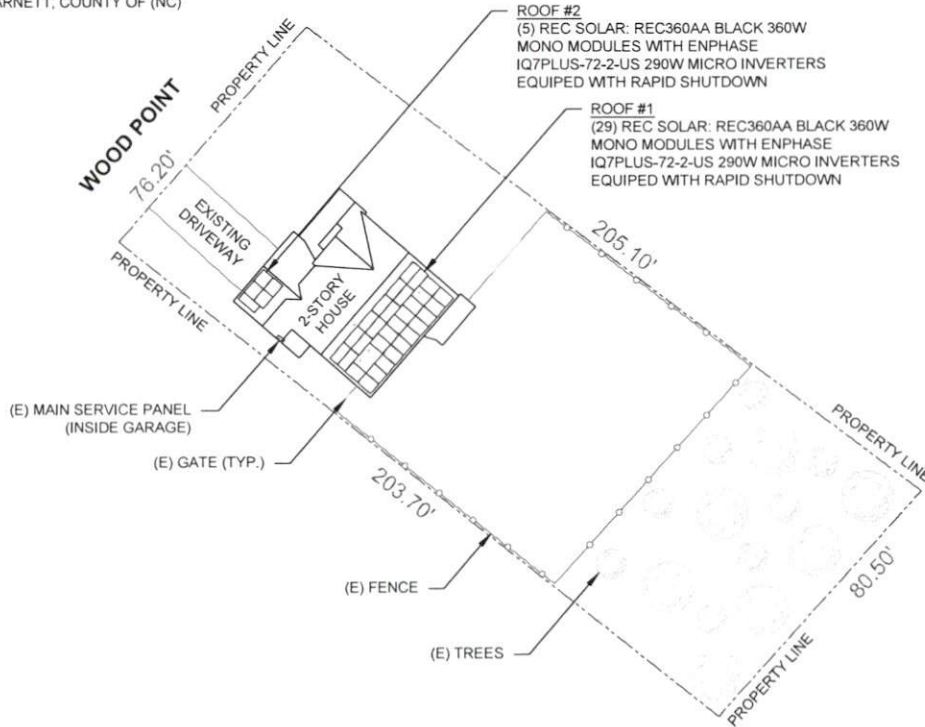 COUNTY OF (NC)
ROOF #2
(5) REC SOLAR: REC360AA BLACK 360W
MONO MODULES WITH ENPHASE
IQ7PLUS-72-2-US 290W MICRO INVERTERS
EQUIPED WITH RAPID SHUTDOWN
ROOF #1
(29) REC SOLAR: REC360AA BLACK 360W
MONO MODULES WITH ENPHASE
IQ7PLUS-72-2-US 290W MICRO INVERTERS
EQUIPED WITH RAPID SHUTDOWN
PROPERTY LINE
WOOD POINT
76.20'
EXISTING
DRIVEWAY
PROPERTY LINE
2-STORY
HOUSE
205.10'
(E) MAIN SERVICE PANEL
(INSIDE GARAGE)
(E) GATE (TYP.)
203.70'
PROPERTY LINE
(E) FENCE
80.50'
(E) TREES
PROPERTY LINE